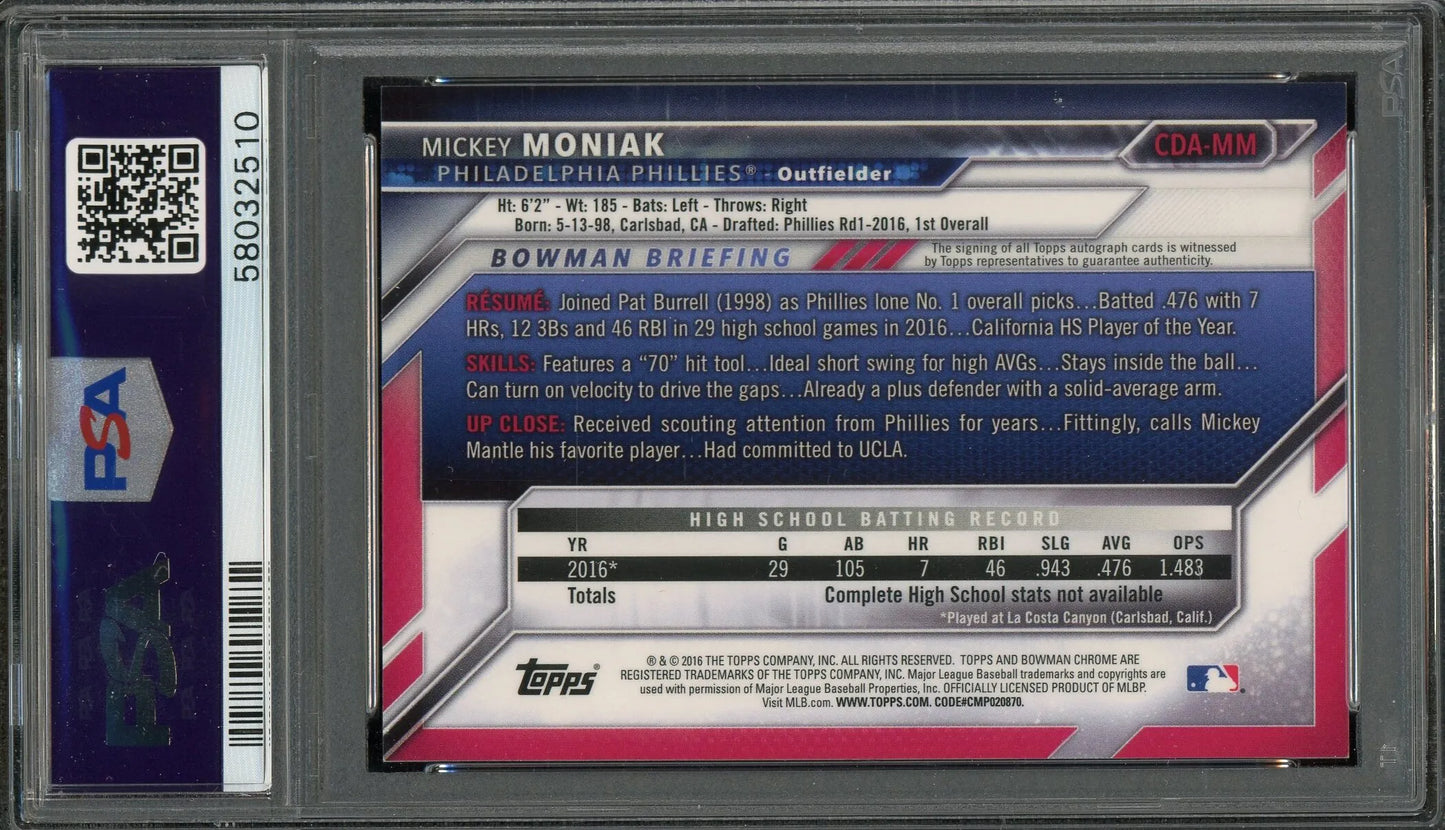 58032510
PSA
PSA
PSA
MICKEY MONIAK
CDA-MM
PHILADELPHIA PHILLIES® - Outfielder
Ht: 6'2" - Wt: 185 - Bats: Left - Throws: Right
Born: 5-13-98, Carlsbad, CA - Drafted: Phillies Rd1-2016, 1st Overall
BOWMAN BRIEFING
The signing of all Topps autograph cards is witnessed
by Topps representatives to guarantee authenticity.
RÉSUMÉ: Joined Pat Burrell (1998) as Phillies lone No. 1 overall picks...Batted .476 with 7
HRs, 12 3Bs and 46 RBI in 29 high school games in 2016...California HS Player of the Year.
SKILLS: Features a “70” hit tool...Ideal short swing for high AVGs...Stays inside the ball...
Can turn on velocity to drive the gaps...Already a plus defender with a solid-average arm.
UP CLOSE: Received scouting attention from Phillies for years...Fittingly, calls Mickey
Mantle his favorite player...Had committed to UCLA.
HIGH SCHOOL BATTING RECORD
YR G AB HR RBI SLG AVG OPS
2016* 29 105 7 46 .943 .476 1.483
Totals Complete High School stats not available
*Played at La Costa Canyon (Carlsbad, Calif.)
Topps®
® & © 2016 THE TOPPS COMPANY, INC. ALL RIGHTS RESERVED. TOPPS AND BOWMAN CHROME ARE
REGISTERED TRADEMARKS OF THE TOPPS COMPANY, INC. Major League Baseball trademarks and copyrights are
used with permission of Major League Baseball Properties, Inc. OFFICIALLY LICENSED PRODUCT OF MLBP.
Visit MLB.com. WWW.TOPPS.COM. CODE#CMP020870.